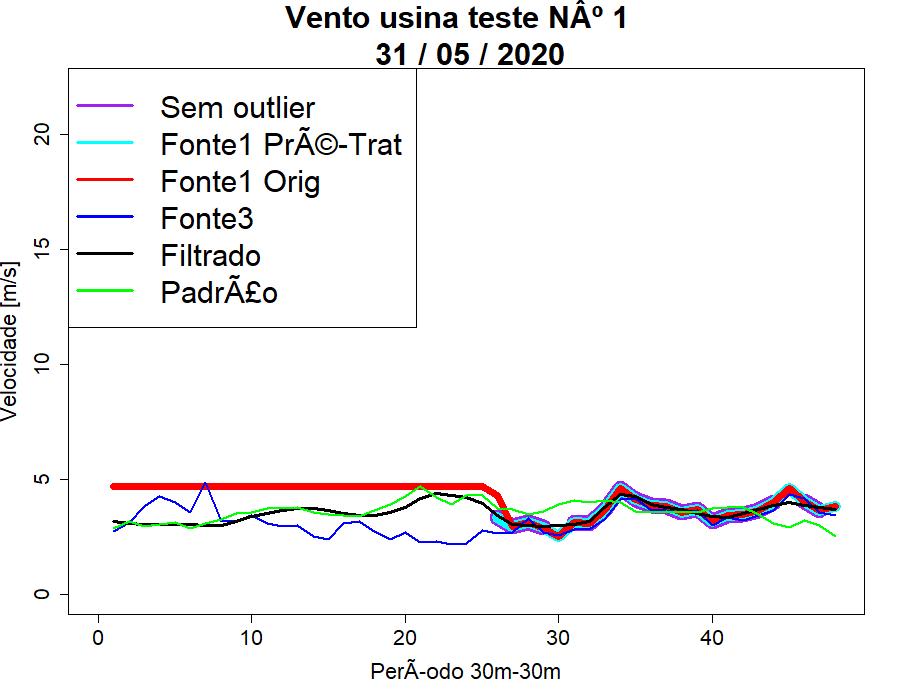 Vento usina teste NÂº 1
31 / 05 / 2020
Sem outlier
Fonte1 PrÃ©-Trat
Fonte1 Orig
Fonte3
Filtrado
PadrÃ£o
Velocidade [m/s]
20
15
10
5
0
0 10 20 30 40
PerÃ-odo 30m-30m